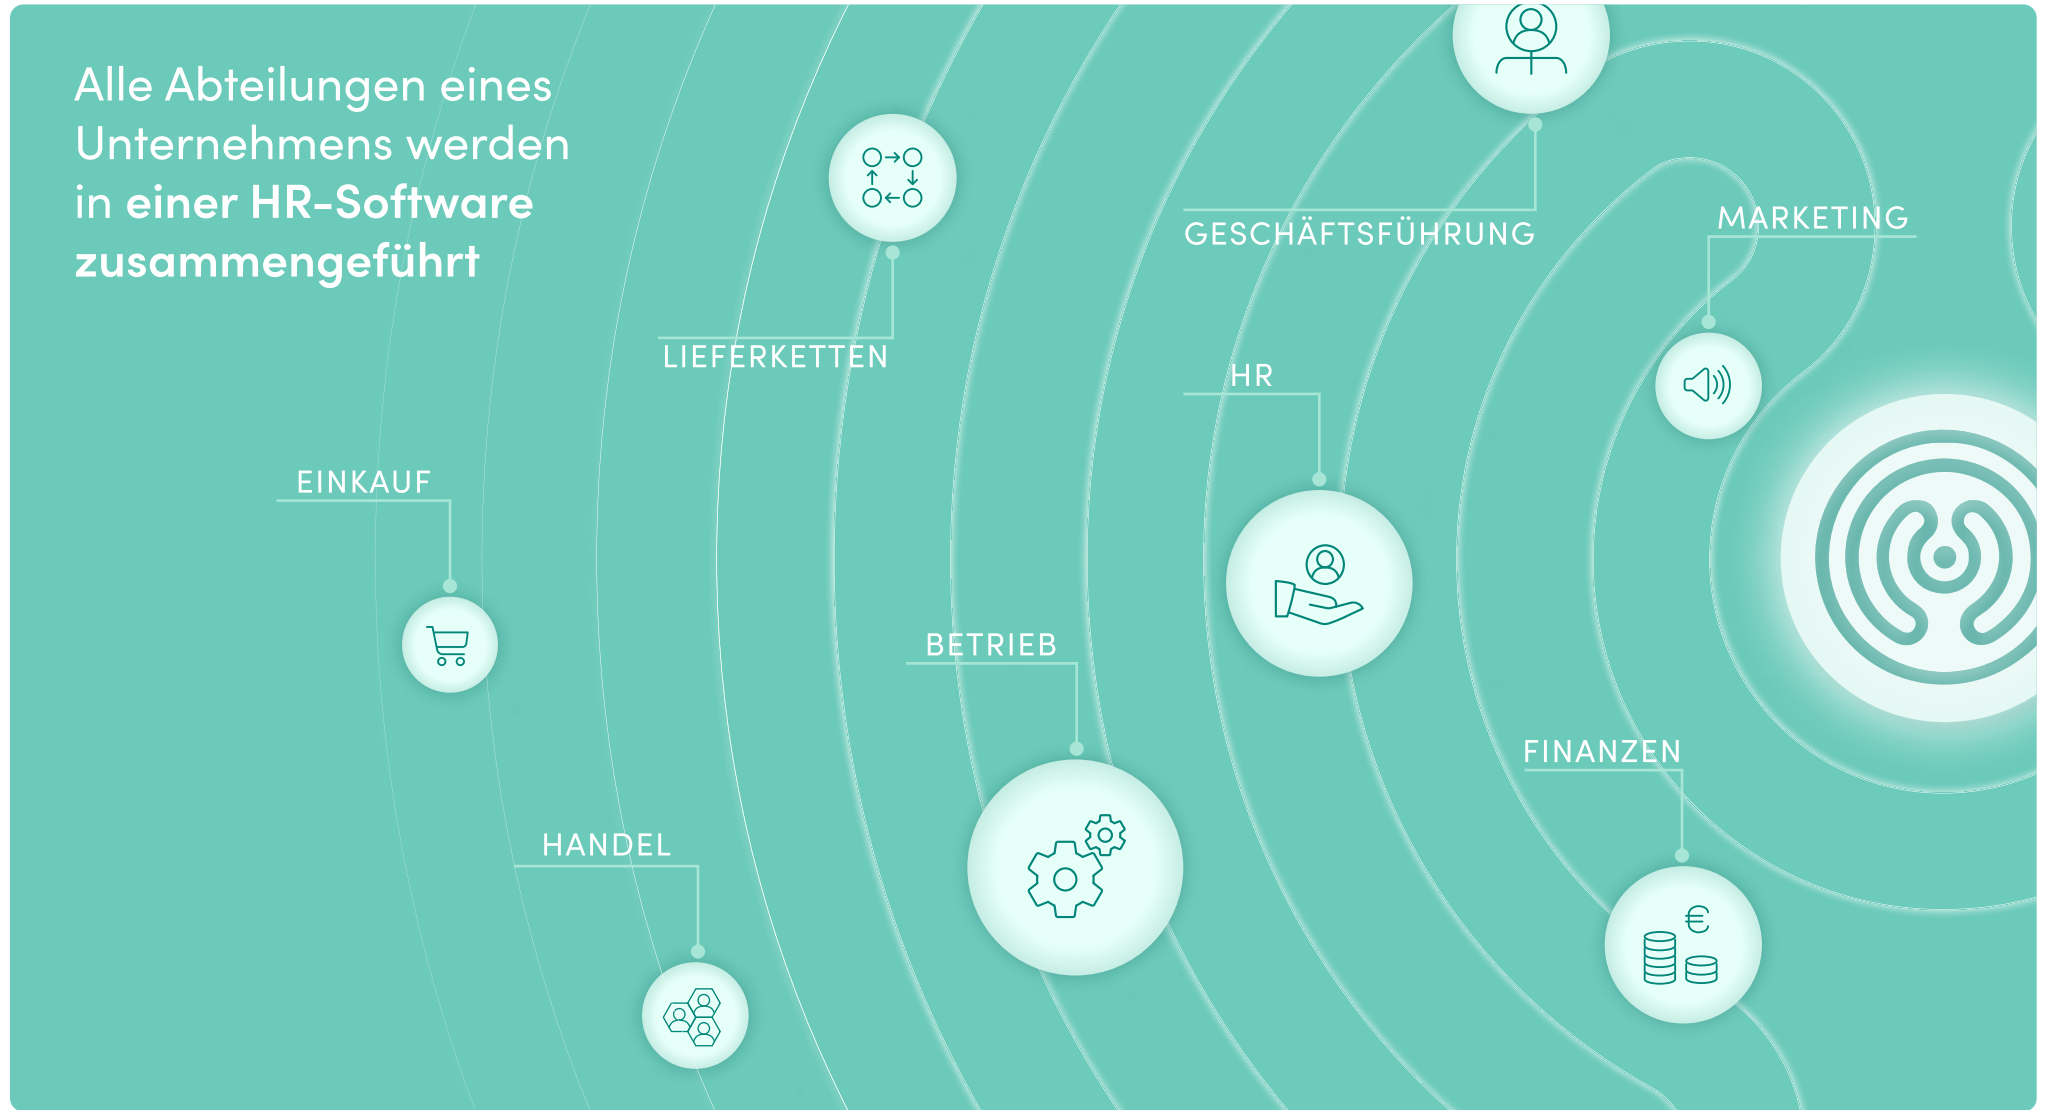 Alle Abteilungen eines
Unternehmens werden
in einer HR-Software
zusammengeführt
GESCHÄFTSFÜHRUNG
MARKETING
LIEFERKETTEN
HR
EINKAUF
BETRIEB
FINANZEN
HANDEL
€